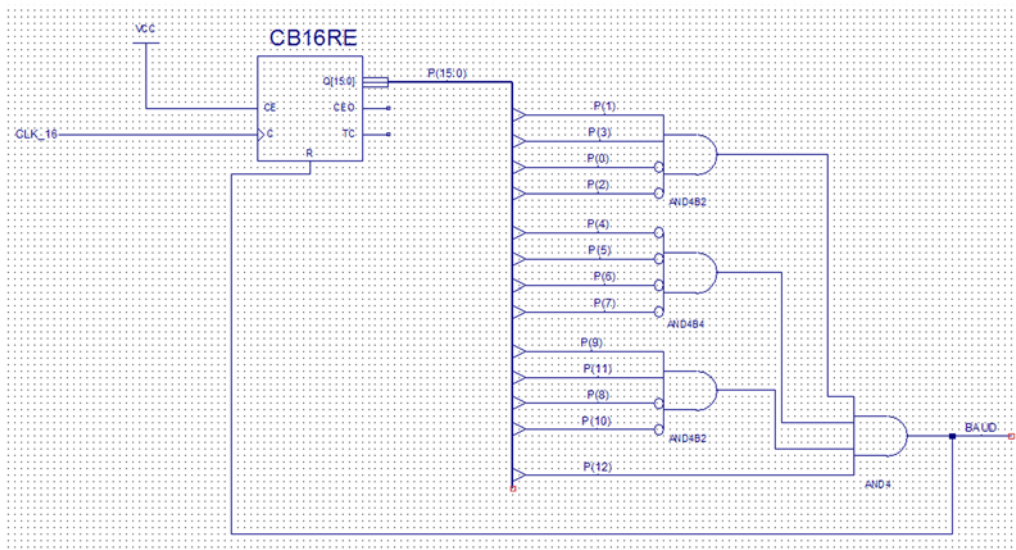 VCC
CB16RE
Q[15:0]
P(15:0)
CE
CEO
CLK_16
C
TC
R
P(1)
P(3)
P(0)
P(2)
AND4B2
P(4)
P(5)
P(6)
P(7)
AND4B4
P(9)
P(11)
P(8)
P(10)
AND4B2
BAUD
P(12)
AND4